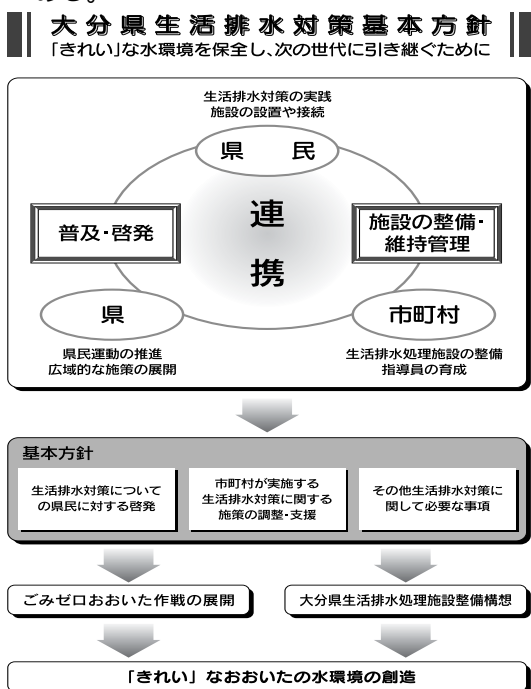 大分県生活排水対策基本方針
「きれい」な水環境を保全し、次の世代に引き継ぐために
生活排水対策の実践
施設の設置や接続
県 民
連
携
普及・啓発
施設の整備・
維持管理
県
市町村
県民運動の推進
広域的な施策の展開
生活排水処理施設の整備
指導員の育成
基本方針
生活排水対策について
の県民に対する啓発
市町村が実施する
生活排水対策に関する
施策の調整・支援
その他生活排水対策に
関して必要な事項
ごみゼロおおいた作戦の展開
大分県生活排水処理施設整備構想
「きれい」なおおいたの水環境の創造